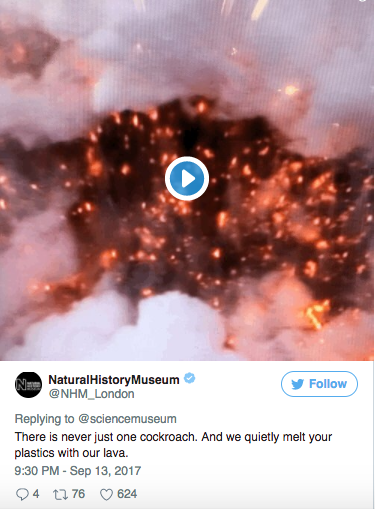 NaturalHistoryMuseum
@NHM_London
Follow
Replying to @sciencemuseum
There is never just one cockroach. And we quietly melt your
plastics with our lava.
9:30 PM - Sep 13, 2017
4 76 624